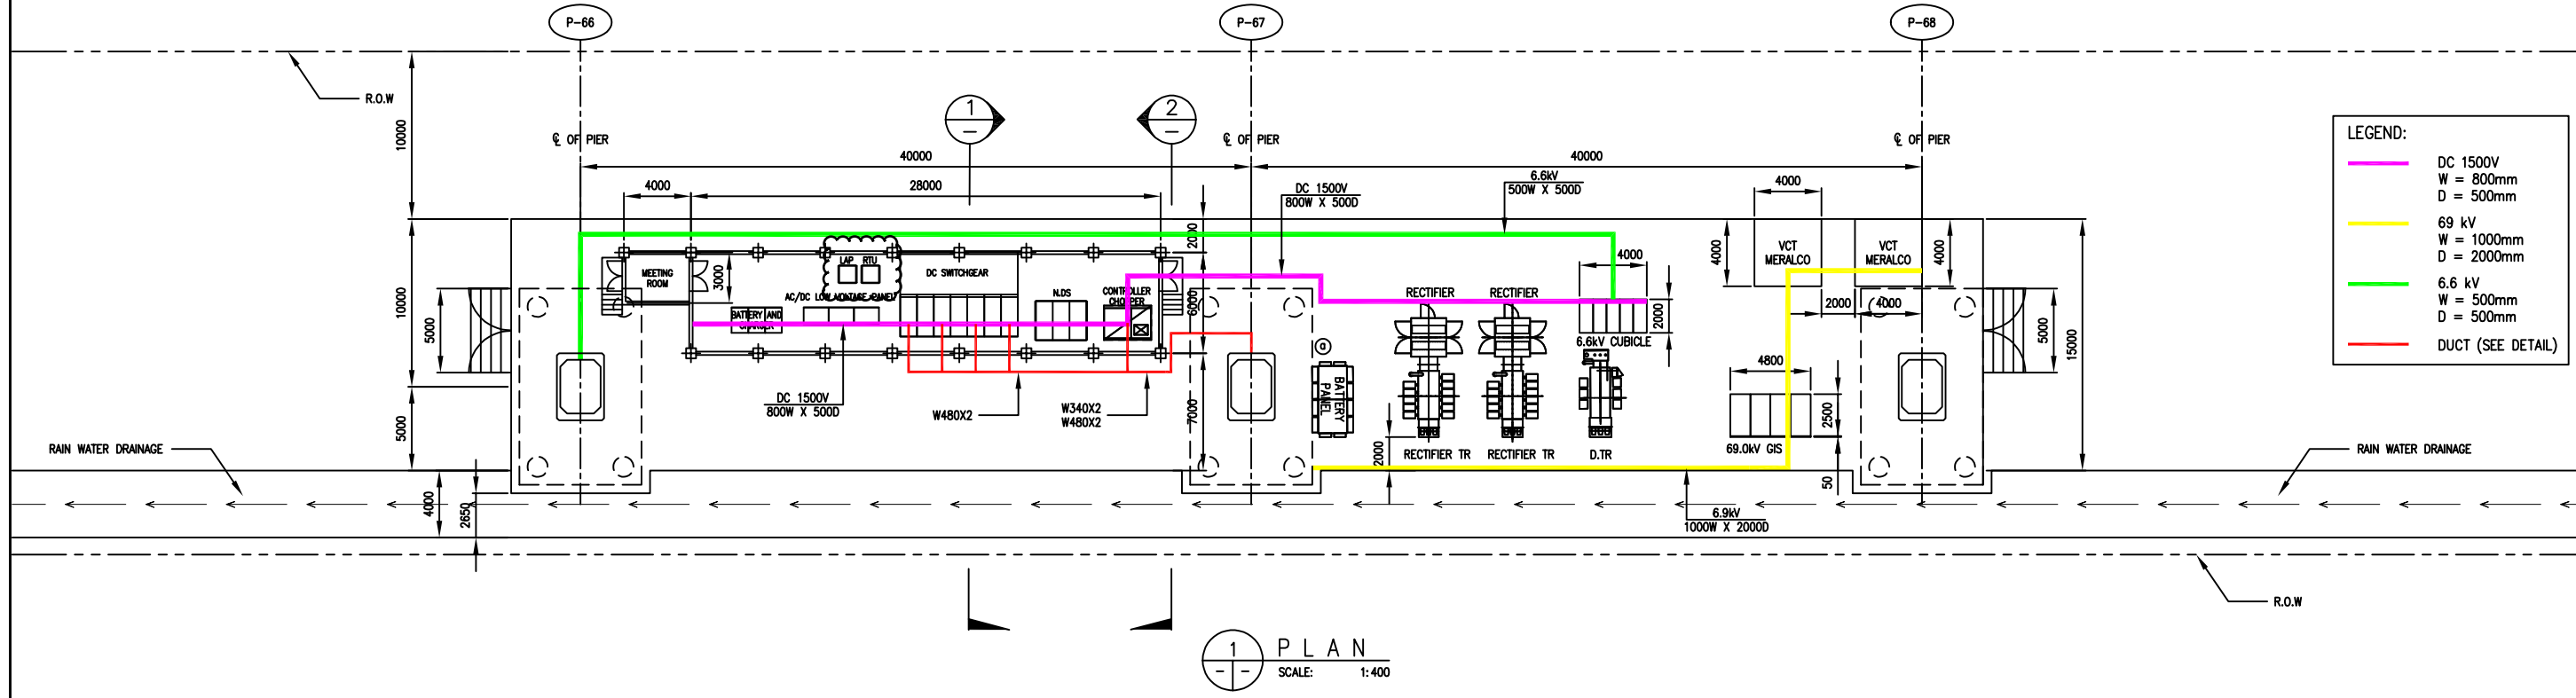 P-66
P-67
P-68
R.O.W
10000
1
–
2
–
℄ OF PIER
℄ OF PIER
℄ OF PIER
40000
40000
4000
28000
DC 1500V
800W X 500D
6.6kV
500W X 500D
4000
LEGEND:
DC 1500V
W = 800mm
D = 500mm
69 kV
W = 1000mm
D = 2000mm
6.6 kV
W = 500mm
D = 500mm
DUCT (SEE DETAIL)
2000
4000
VCT
MERALCO
VCT
MERALCO
4000
MEETING
ROOM
3000
LAP RTU
DC SWITCHGEAR
4000
10000
5000
AC/DC LOW VOLTAGE PANEL
BATTERY AND
CHARGER
N.DS
CONTROLLER
CHOPPER
6000
RECTIFIER
RECTIFIER
2000
6.6kV CUBICLE
2000
4000
5000
15000
a
BATTERY
PANEL
4800
2500
DC 1500V
800W X 500D
W480X2
W340X2
W480X2
7000
5000
RAIN WATER DRAINAGE
2000
RECTIFIER TR
RECTIFIER TR
D.TR
69.0kV GIS
50
RAIN WATER DRAINAGE
4000
2650
6.9kV
1000W X 2000D
R.O.W
1
- -
PLAN
SCALE: 1:400